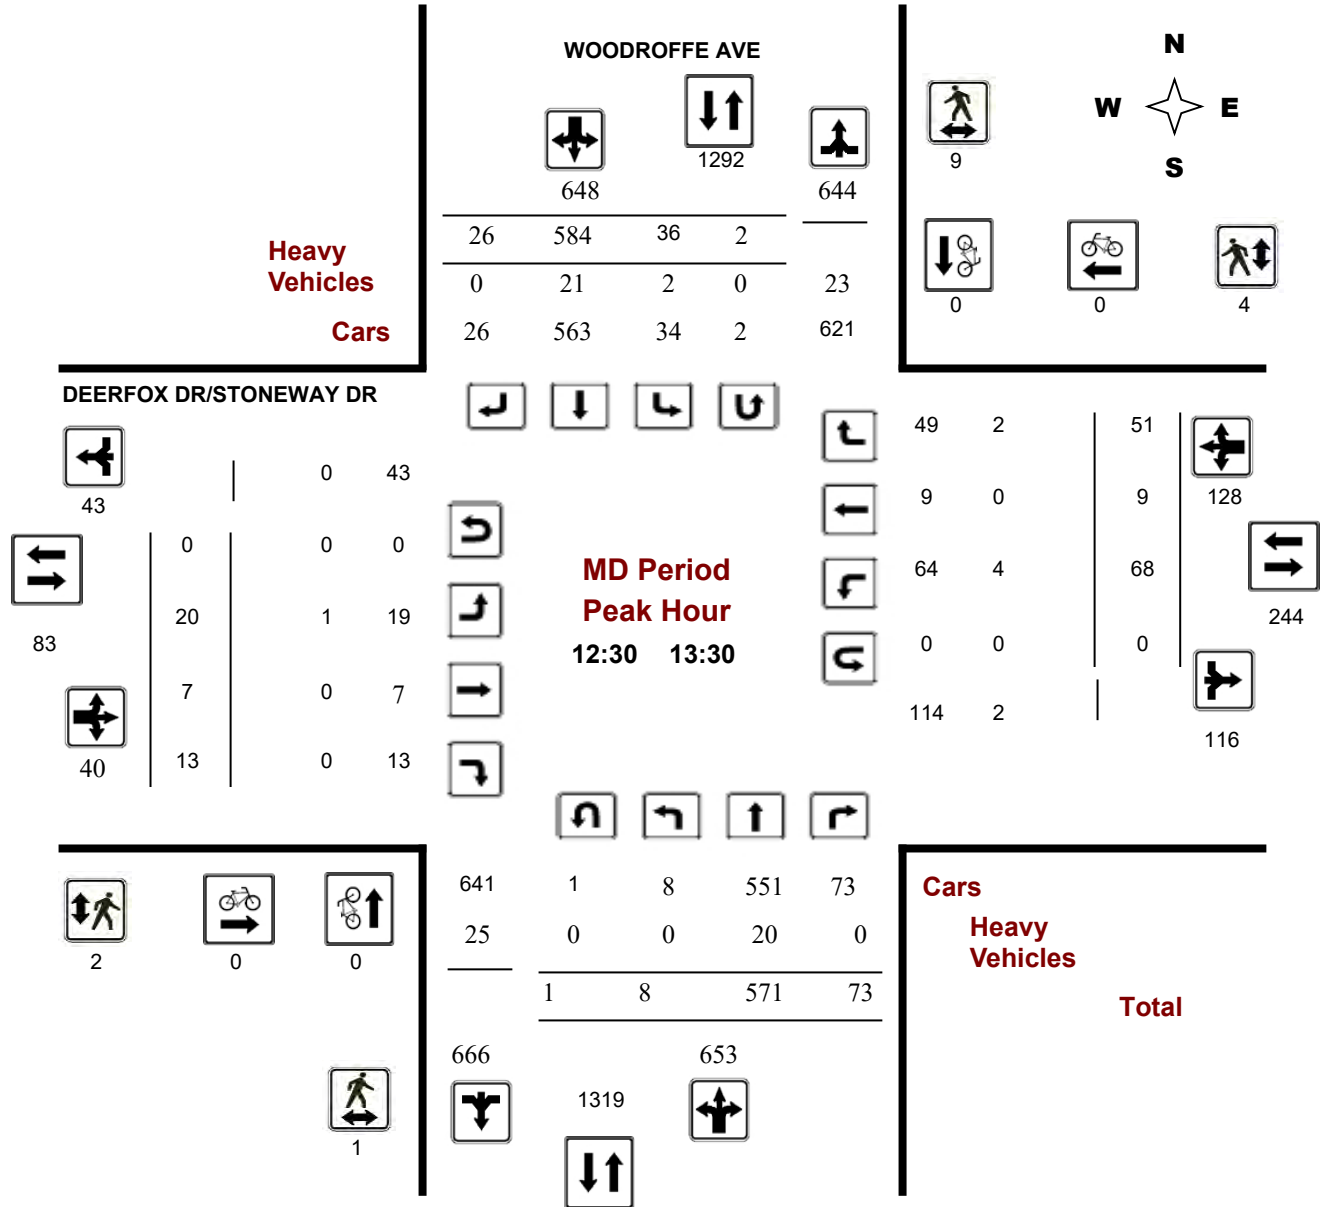 WOODROFFE AVE
N
W E
S
1292
648
644
9
26 584 36 2
Heavy
Vehicles
0 21 2 0 23
Cars
26 563 34 2 621
0 0 4
DEERFOX DR/STONEWAY DR
49 2 51
43
0 43
9 0 9
128
0 0 0
MD Period
Peak Hour
64 4 68
20 1 19
244
83
12:30 13:30
0 0 0
7 0 7
114 2
116
40
13 0 13
641 1 8 551 73
Cars
25 0 0 20 0
Heavy
Vehicles
2 0 0
1 8 571 73
Total
666 653
1319
1